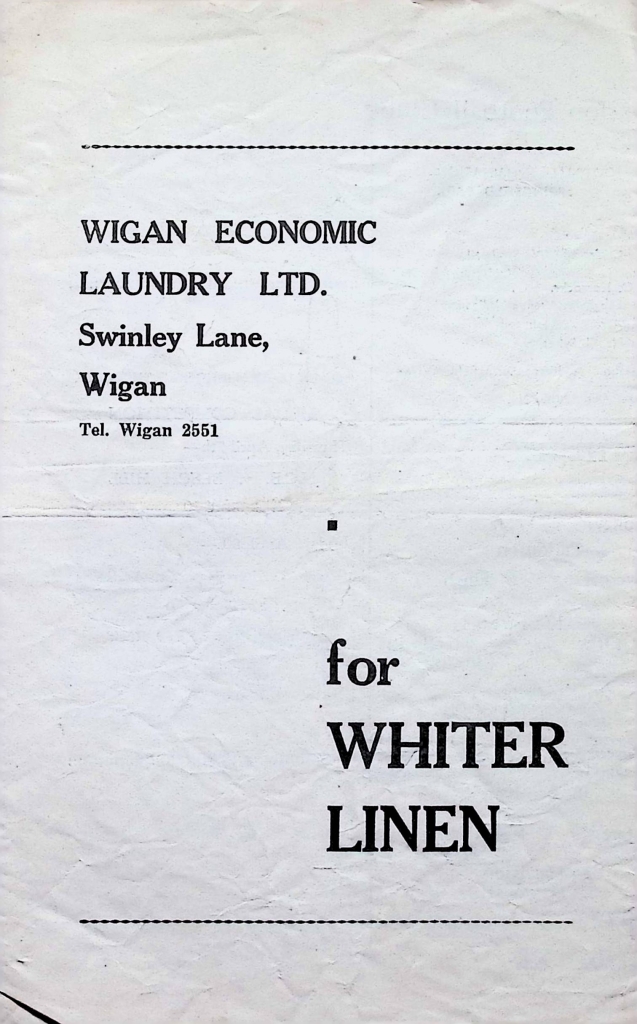 WIGAN ECONOMIC
LAUNDRY LTD.
Swinley Lane,
Wigan
Tel. Wigan 2551
for
WHITER
LINEN